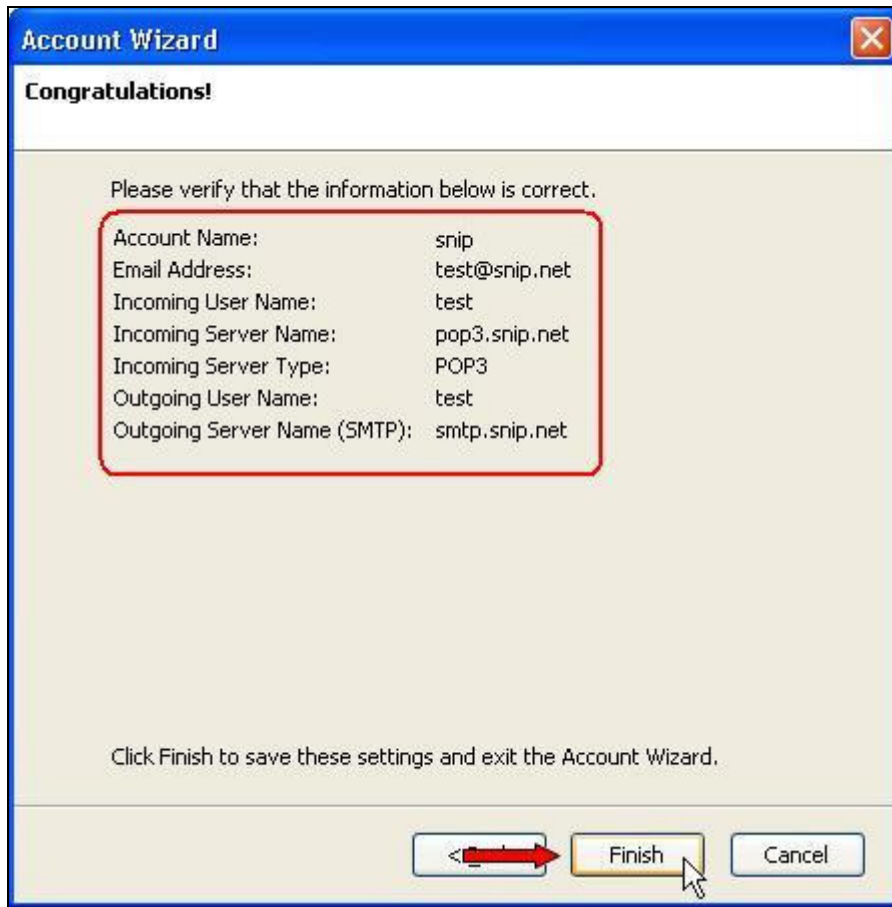 Account Wizard
Congratulations!
Please verify that the information below is correct.
Account Name: snip
Email Address: test@snip.net
Incoming User Name: test
Incoming Server Name: pop3.snip.net
Incoming Server Type: POP3
Outgoing User Name: test
Outgoing Server Name (SMTP): smtp.snip.net
Click Finish to save these settings and exit the Account Wizard.
< Finish Cancel